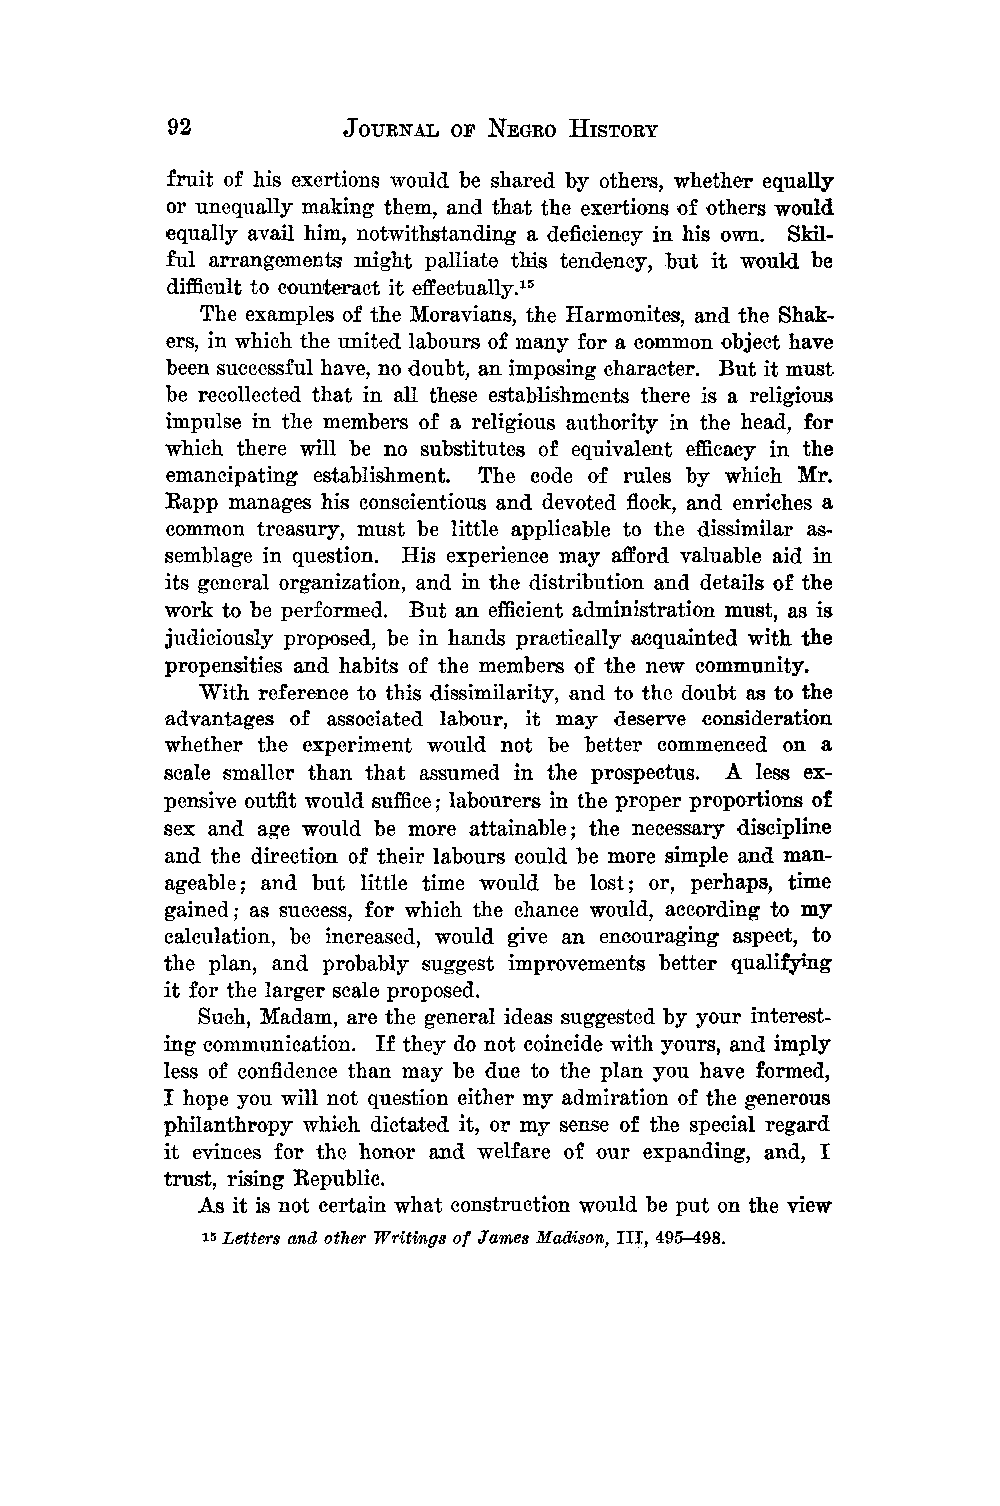 92 JOURNAL OF NEGRO HISTORY
fruit of his exertions would be shared by others, whether equally
or unequally making them, and that the exertions of others would
equally avail him, notwithstanding a deficiency in his own. Skil-
ful arrangements might palliate this tendency, but it would be
difficult to counteract it effectually.¹⁵
The examples of the Moravians, the Harmonites, and the Shak-
ers, in which the united labours of many for a common object have
been successful have, no doubt, an imposing character. But it must
be recollected that in all these establishments there is a religious
impulse in the members of a religious authority in the head, for
which there will be no substitutes of equivalent efficacy in the
emancipating establishment. The code of rules by which Mr.
Rapp manages his conscientious and devoted flock, and enriches a
common treasury, must be little applicable to the dissimilar as-
semblage in question. His experience may afford valuable aid in
its general organization, and in the distribution and details of the
work to be performed. But an efficient administration must, as is
judiciously proposed, be in hands practically acquainted with the
propensities and habits of the members of the new community.
With reference to this dissimilarity, and to the doubt as to the
advantages of associated labour, it may deserve consideration
whether the experiment would not be better commenced on a
scale smaller than that assumed in the prospectus. A less ex-
pensive outfit would suffice; labourers in the proper proportions of
sex and age would be more attainable; the necessary discipline
and the direction of their labours could be more simple and man-
ageable; and but little time would be lost; or, perhaps, time
gained; as success, for which the chance would, according to my
calculation, be increased, would give an encouraging aspect, to
the plan, and probably suggest improvements better qualifying
it for the larger scale proposed.
Such, Madam, are the general ideas suggested by your interest-
ing communication. If they do not coincide with yours, and imply
less of confidence than may be due to the plan you have formed,
I hope you will not question either my admiration of the generous
philanthropy which dictated it, or my sense of the special regard
it evinces for the honor and welfare of our expanding, and, I
trust, rising Republic.
As it is not certain what construction would be put on the view
¹⁵ Letters and other Writings of James Madison, III, 495–498.